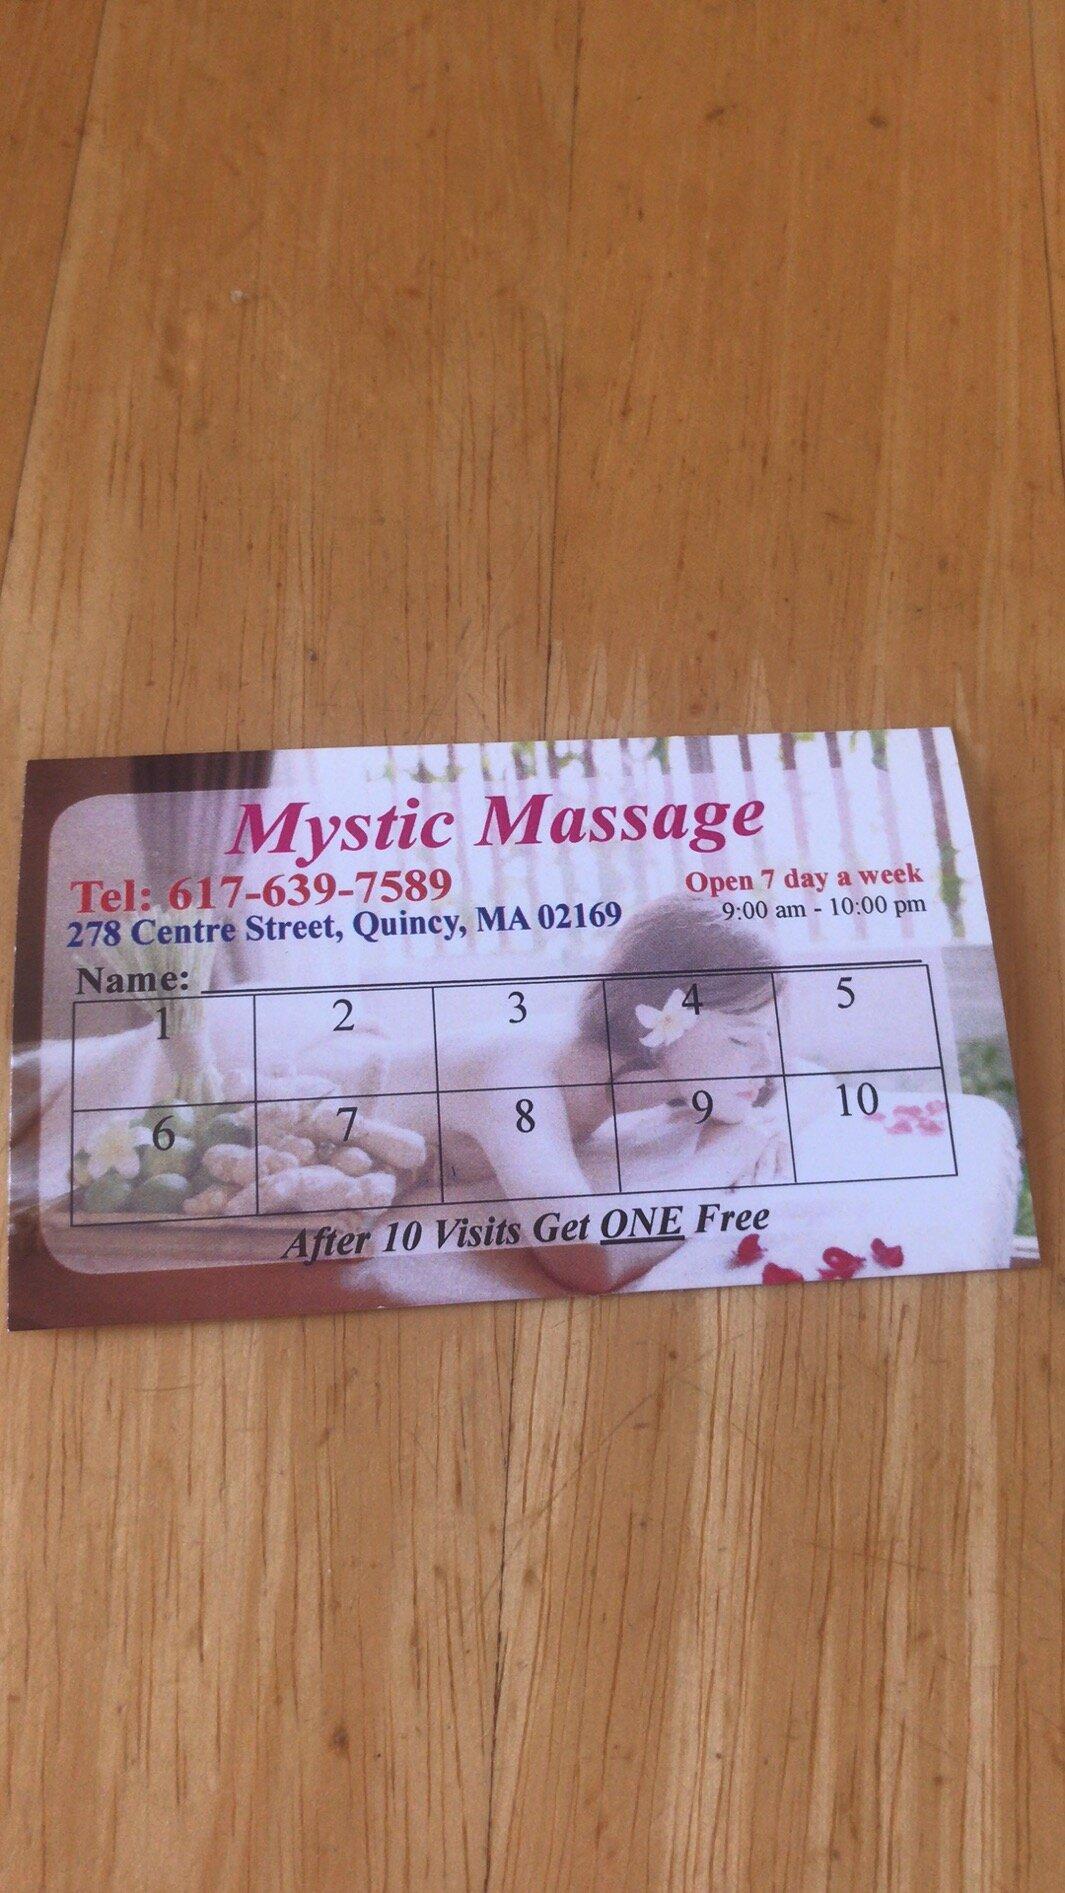 Mystic Massage
Tel: 617-639-7589
Open 7 day a week
278 Centre Street, Quincy, MA 02169
9:00 am - 10:00 pm
Name:
1 2 3 4 5
6 7 8 9 10
After 10 Visits Get ONE Free